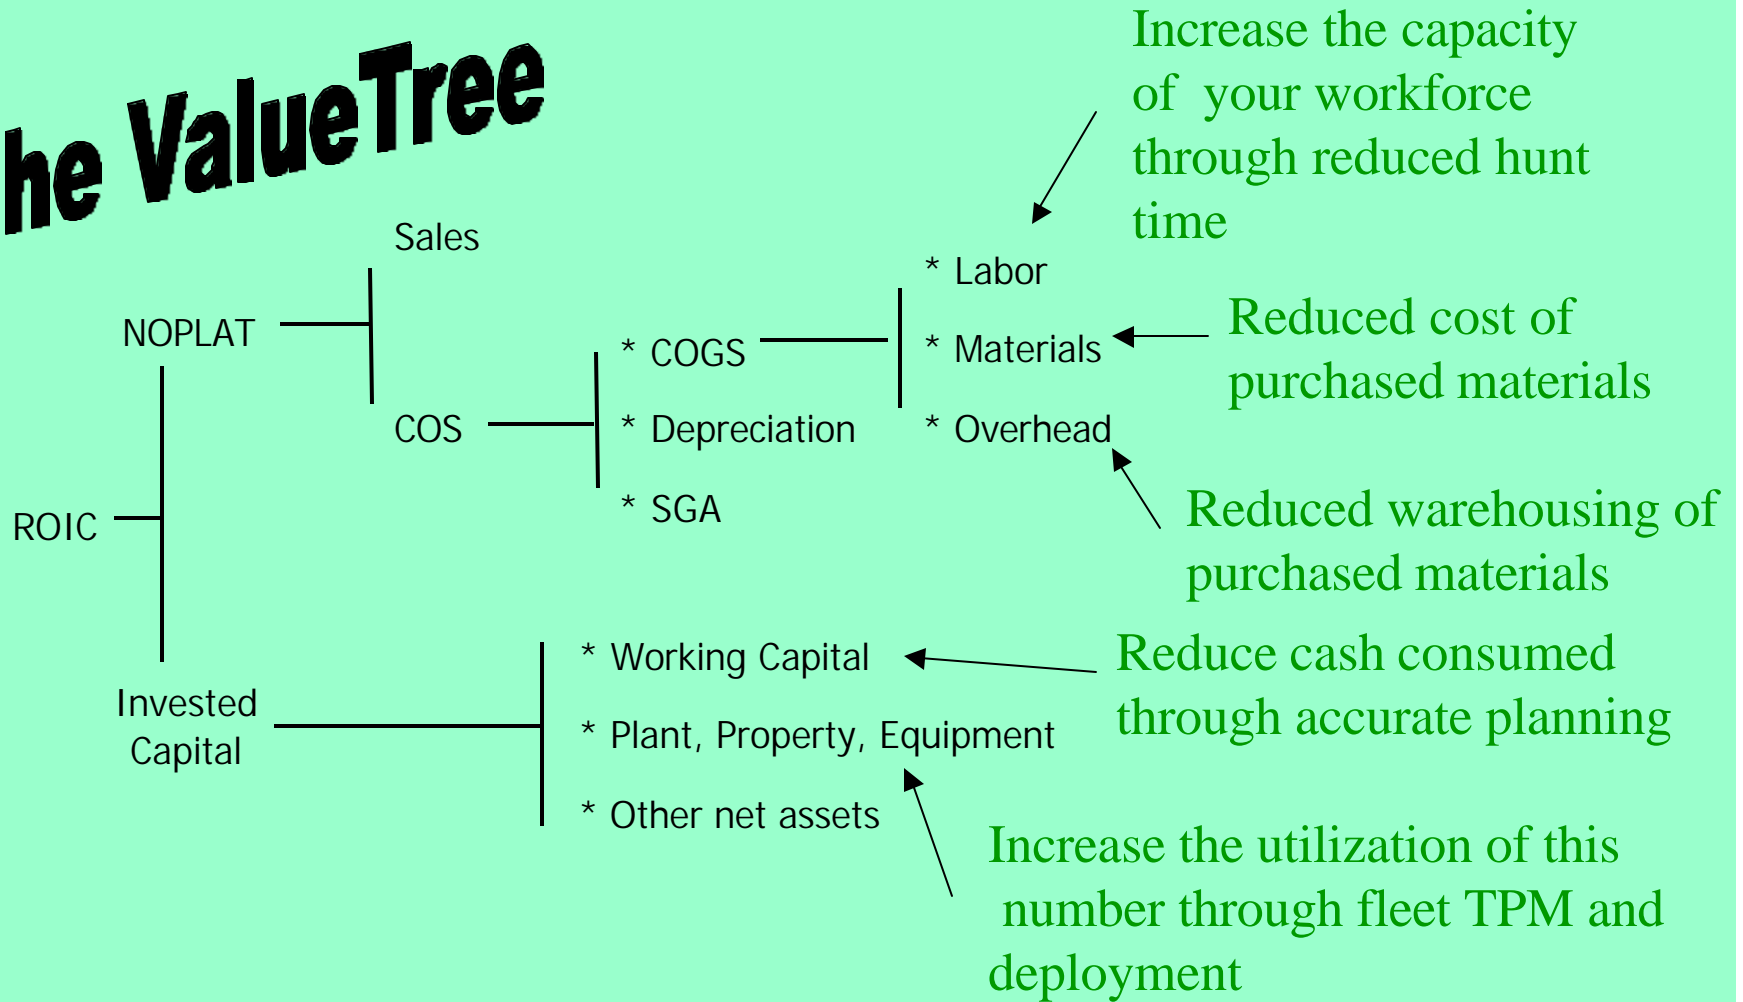 he ValueTree
Increase the capacity
of your workforce
through reduced hunt
time
Sales
* Labor
NOPLAT
* COGS
* Materials
Reduced cost of
purchased materials
COS
* Depreciation
* Overhead
* SGA
ROIC
Reduced warehousing of
purchased materials
* Working Capital
Reduce cash consumed
through accurate planning
Invested
Capital
* Plant, Property, Equipment
* Other net assets
Increase the utilization of this
number through fleet TPM and
deployment